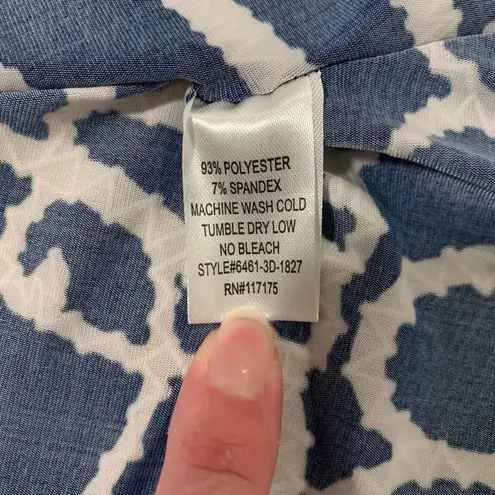 93% POLYESTER
7% SPANDEX
MACHINE WASH COLD
TUMBLE DRY LOW
NO BLEACH
STYLE#6461-3D-1827
RN#117175